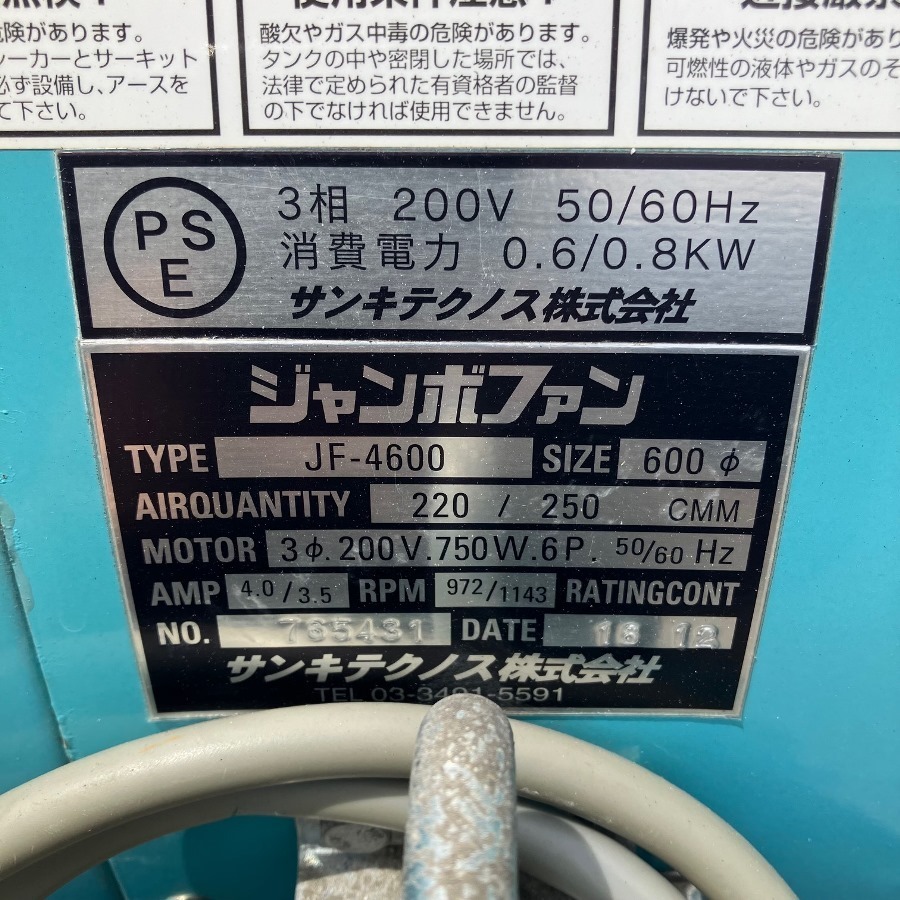 険があります。
ーカーとサーキット
必ず設備し、アースを
て下さい。
使用条件注意！
酸欠やガス中毒の危険があります。
タンクの中や密閉した場所では、
法律で定められた有資格者の監督
の下でなければ使用できません。
爆発や火災の危険があり
可燃性の液体やガスのそ
けないで下さい。
PS
E
3相 200V 50/60Hz
消費電力 0.6/0.8KW
サンキテクノス株式会社
ジャンボファン
TYPE JF-4600 SIZE 600φ
AIRQUANTITY 220 / 250 CMM
MOTOR 3φ.200V.750W.6P. 50/60 Hz
AMP 4.0/3.5 RPM 972/1143 RATINGCONT
NO. 765431 DATE 16 12
サンキテクノス株式会社
TEL 03-3491-5591